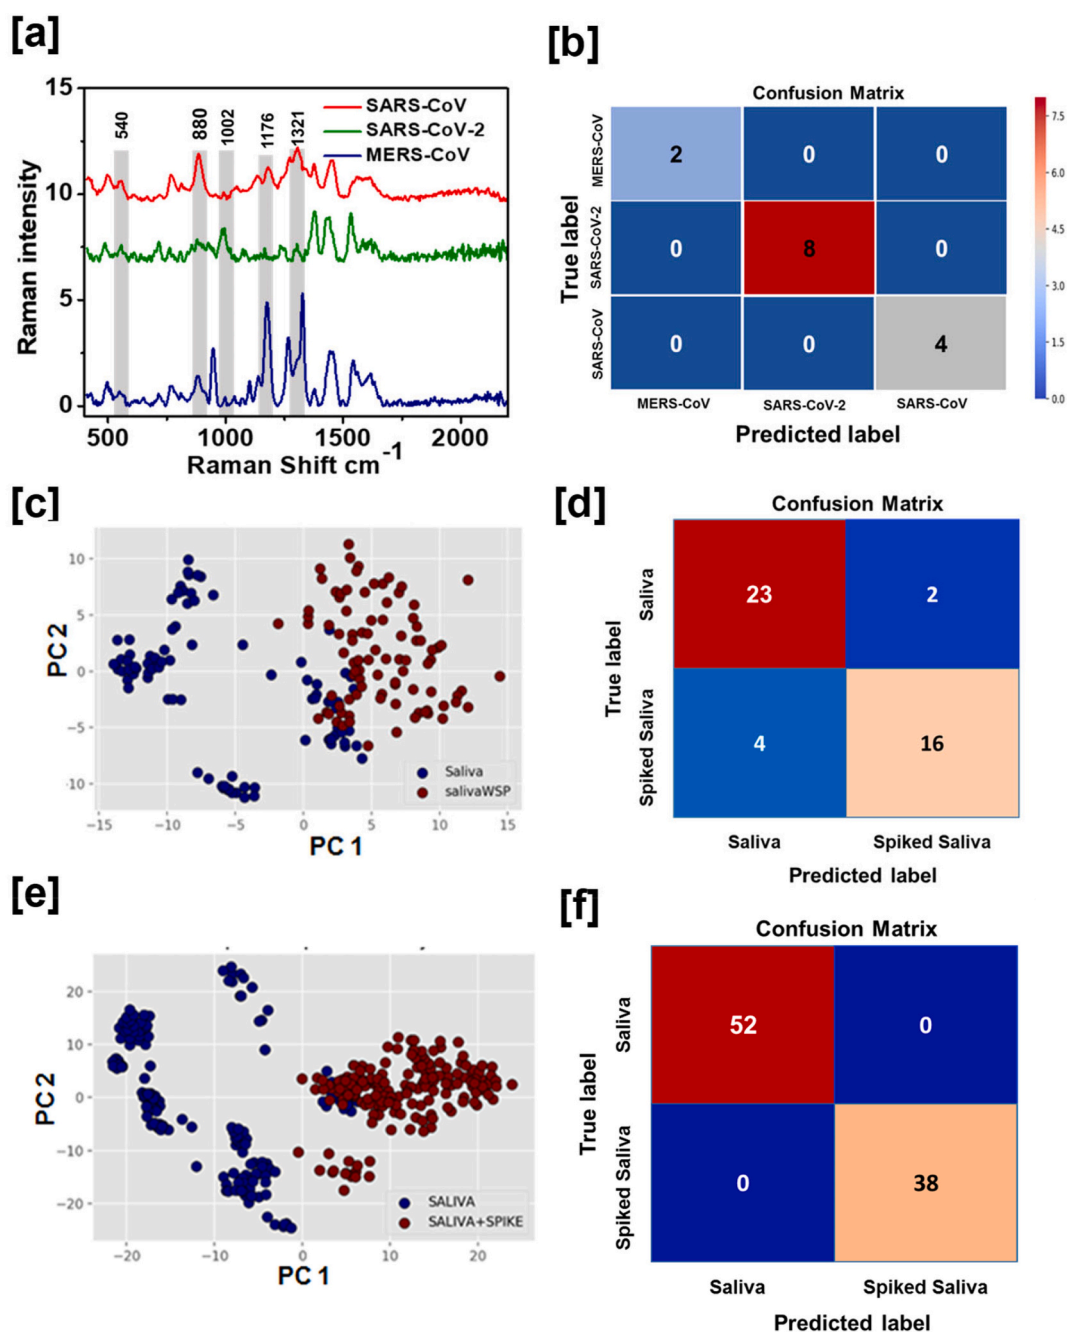 [a]
15
10
5
0
Raman intensity
540
880
1002
1176
1321
SARS-CoV
SARS-CoV-2
MERS-CoV
500
1000
1500
2000
Raman Shift cm-1
[b]
Confusion Matrix
True label
MERS-CoV
SARS-CoV-2
SARS-CoV
2
0
0
0
8
0
0
0
4
MERS-CoV
SARS-CoV-2
SARS-CoV
Predicted label
7.5
6.0
4.5
3.0
1.5
0.0
[c]
PC 2
10
5
0
−5
-10
Saliva
salivaWSP
−15
−10
−5
0
5
10
15
PC 1
[d]
Confusion Matrix
True label
Saliva
Spiked Saliva
23
2
4
16
Saliva
Spiked Saliva
Predicted label
[e]
PC 2
20
10
0
−10
−20
SALIVA
SALIVA+SPIKE
−20
−10
0
10
20
PC 1
[f]
Confusion Matrix
True label
Saliva
Spiked Saliva
52
0
0
38
Saliva
Spiked Saliva
Predicted label